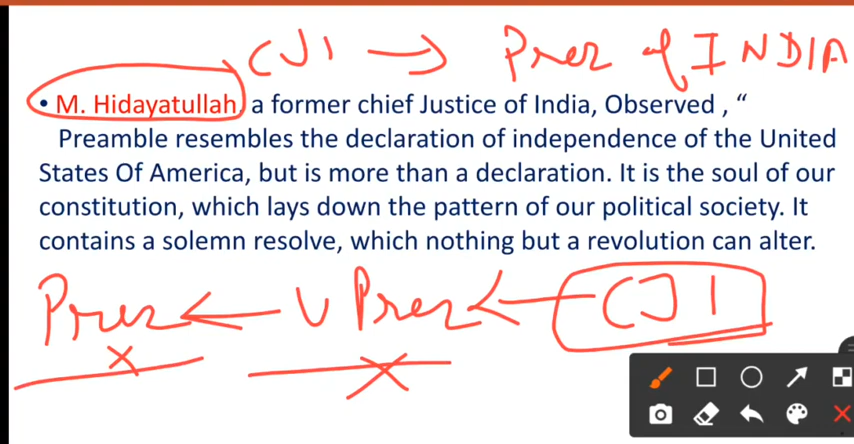 CJI → Prez of INDIA
• M. Hidayatullah, a former chief Justice of India, Observed , “
Preamble resembles the declaration of independence of the United
States Of America, but is more than a declaration. It is the soul of our
constitution, which lays down the pattern of our political society. It
contains a solemn resolve, which nothing but a revolution can alter.
Prez ← V Prez ← CJI